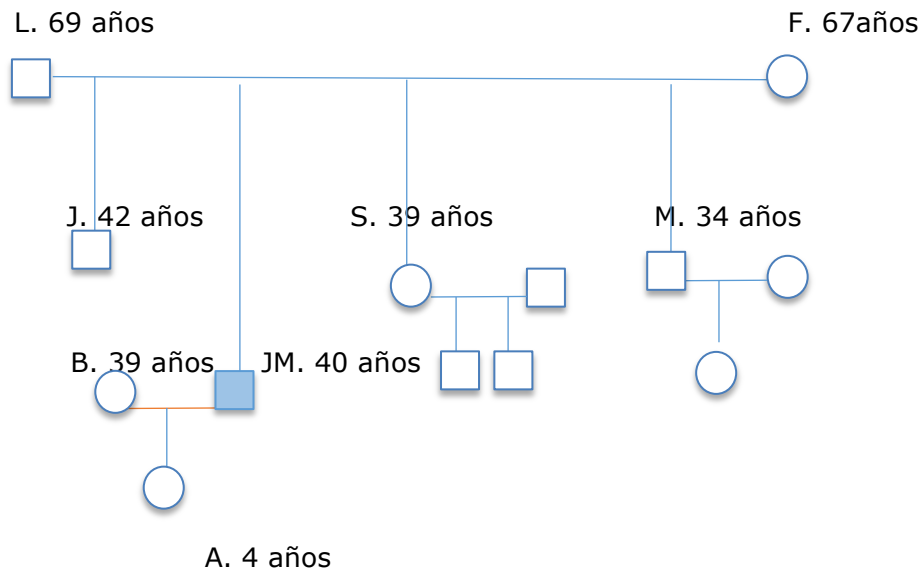 L. 69 años
F. 67años
J. 42 años
S. 39 años
M. 34 años
B. 39 años
JM. 40 años
A. 4 años